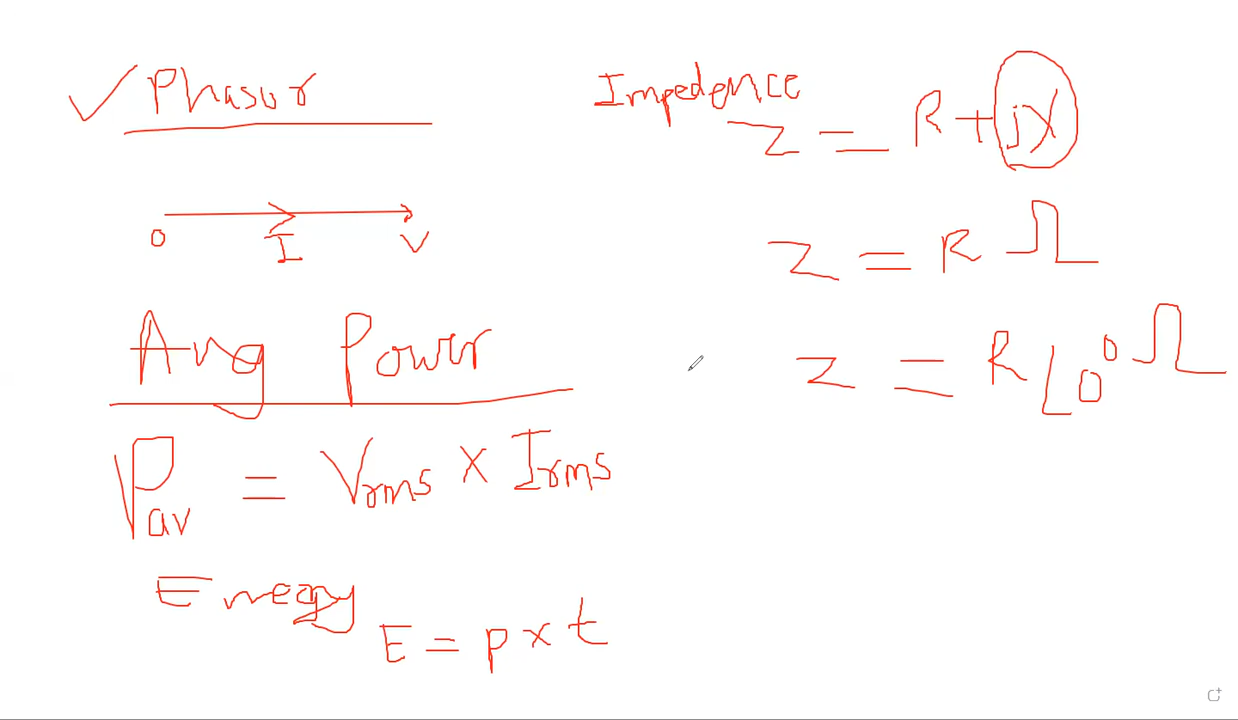 ✓ Phasor
O I V
Avg Power
Pav = Vrms × Irms
Energy
E = P × t
Impedence
Z = R + jX
Z = R Ω
Z = R ∠0° Ω